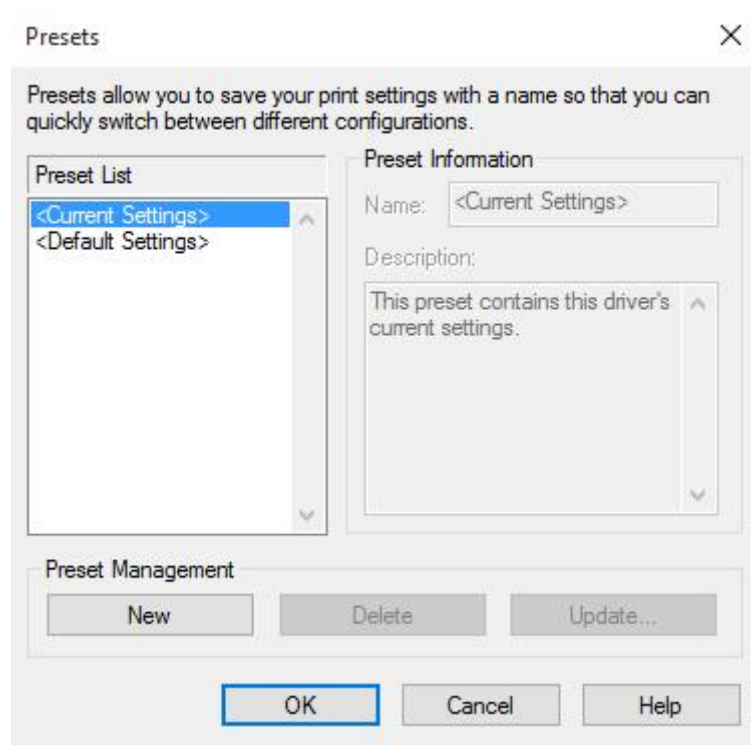 Presets
Presets allow you to save your print settings with a name so that you can
quickly switch between different configurations.
Preset List
<Current Settings>
<Default Settings>
Preset Information
Name: <Current Settings>
Description:
This preset contains this driver's
current settings.
Preset Management
New Delete Update...
OK Cancel Help